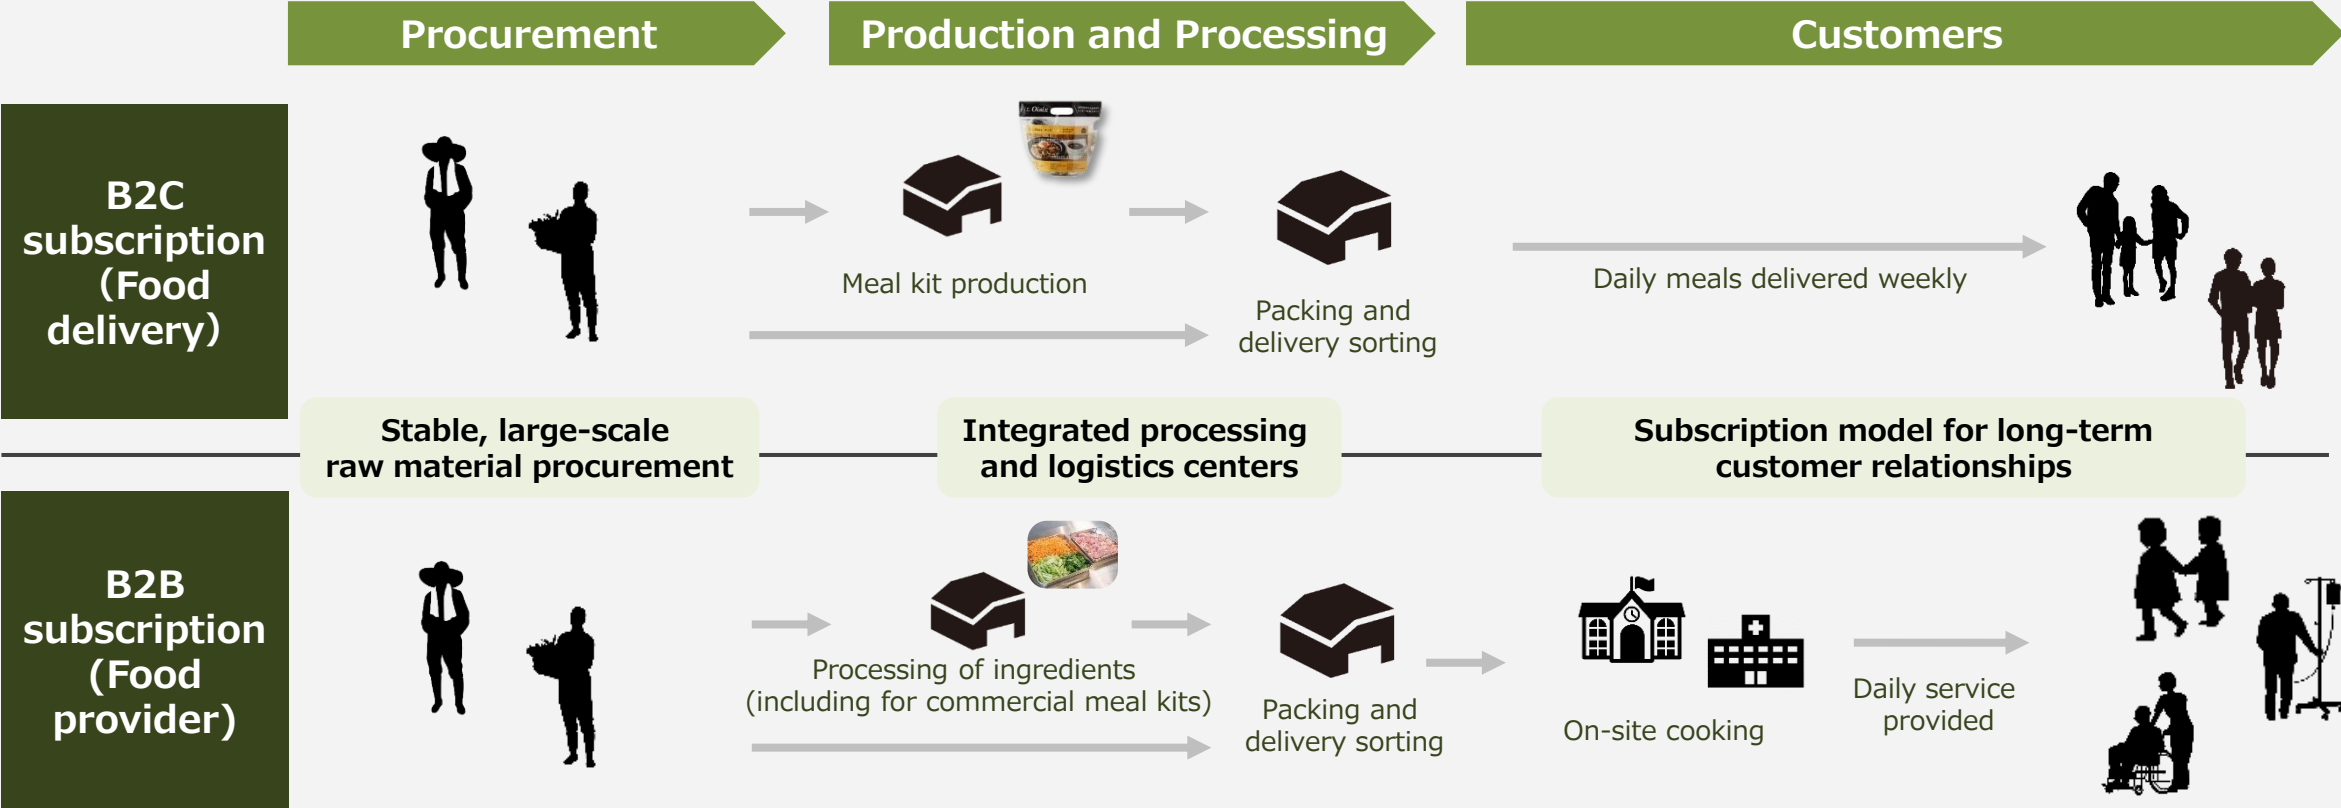 Procurement
Production and Processing
Customers
B2C
subscription
(Food
delivery)
Oisix
Meal kit production
Packing and
delivery sorting
Daily meals delivered weekly
Stable, large-scale
raw material procurement
Integrated processing
and logistics centers
Subscription model for long-term
customer relationships
B2B
subscription
(Food
provider)
Processing of ingredients
(including for commercial meal kits)
Packing and
delivery sorting
On-site cooking
Daily service
provided